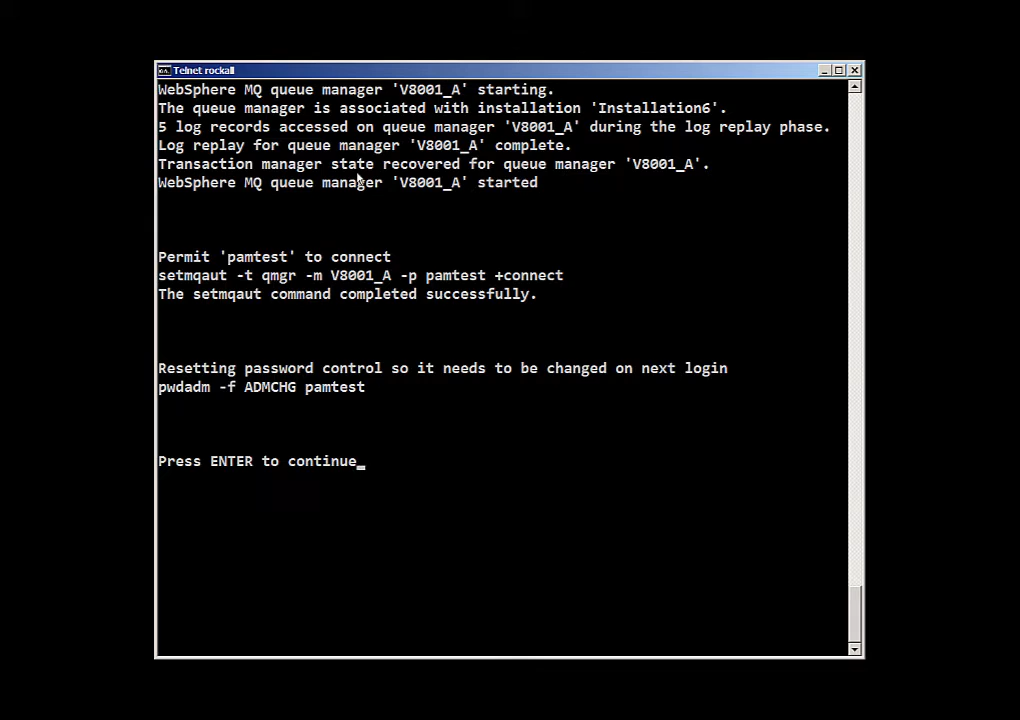 Telnet rockall
WebSphere MQ queue manager 'V8001_A' starting.
The queue manager is associated with installation 'Installation6'.
5 log records accessed on queue manager 'V8001_A' during the log replay phase.
Log replay for queue manager 'V8001_A' complete.
Transaction manager state recovered for queue manager 'V8001_A'.
WebSphere MQ queue manager 'V8001_A' started
Permit 'pamtest' to connect
setmqaut -t qmgr -m V8001_A -p pamtest +connect
The setmqaut command completed successfully.
Resetting password control so it needs to be changed on next login
pwdadm -f ADMCHG pamtest
Press ENTER to continue_